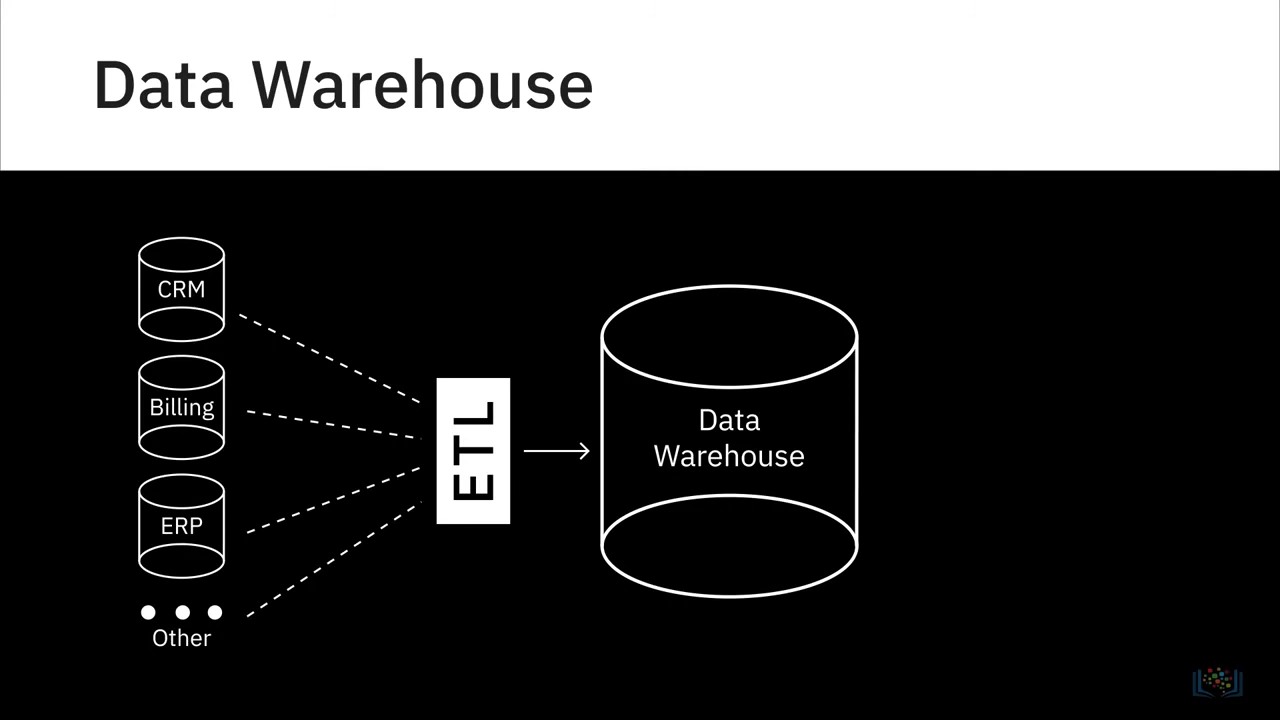 Data Warehouse
CRM
Billing
ERP
Other
ETL
Data
Warehouse